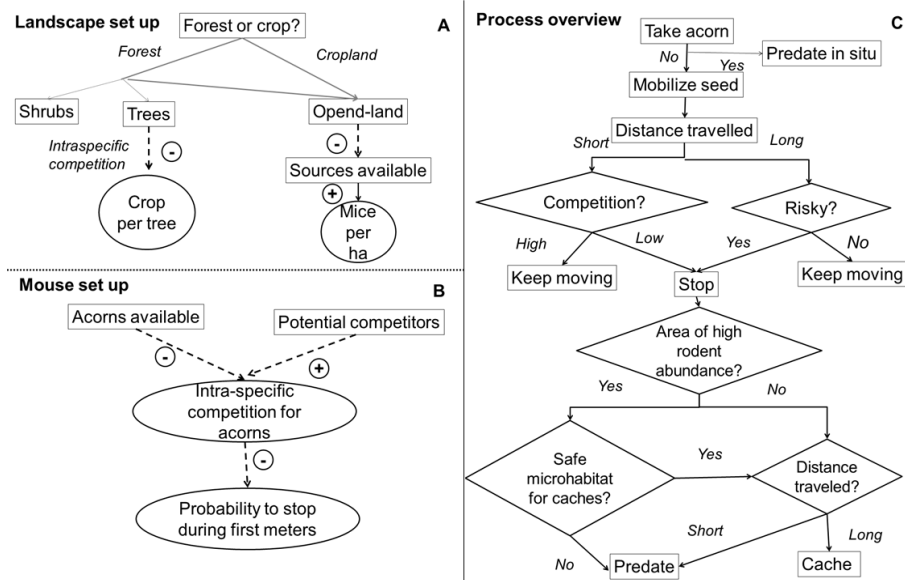 Landscape set up
A
Forest or crop?
Forest
Cropland
Shrubs
Trees
Opend-land
Intraspecific
competition
-
-
Sources available
+
Crop
per tree
Mice
per
ha
Mouse set up
B
Acorns available
Potential competitors
-
+
Intra-specific
competition for
acorns
-
Probability to stop
during first meters
Process overview
C
Take acorn
No
Yes
Predate in situ
Mobilize seed
Distance travelled
Short
Long
Competition?
Risky?
High
Low
Yes
No
Keep moving
Stop
Keep moving
Area of high
rodent
abundance?
Yes
No
Safe
microhabitat
for caches?
Yes
Distance
traveled?
Short
Long
No
Predate
Cache